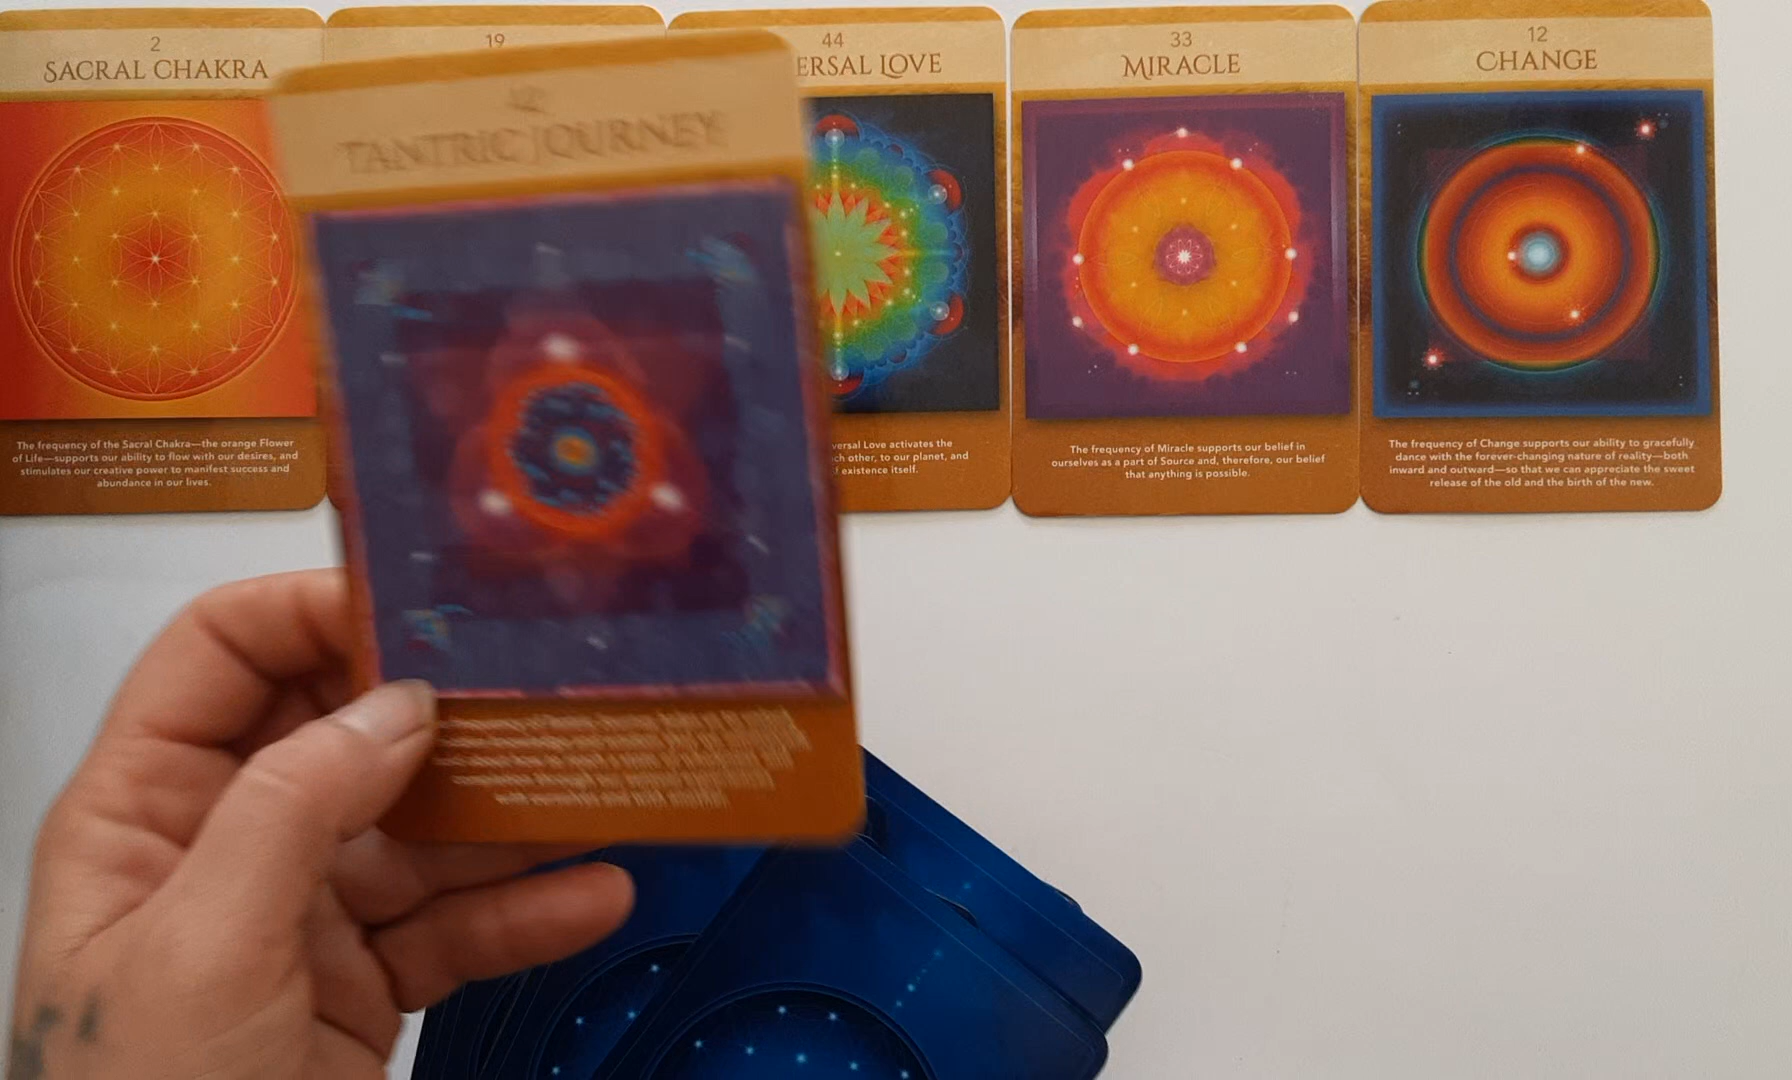 2
SACRAL CHAKRA
The frequency of the Sacral Chakra—the orange Flower
of Life—supports our ability to flow with our desires, and
stimulates our creative power to manifest success and
abundance in our lives.
19
TANTRIC JOURNEY
44
ERSAL LOVE
versal Love activates the
ch other, to our planet, and
existence itself.
33
MIRACLE
The frequency of Miracle supports our belief in
ourselves as a part of Source and, therefore, our belief
that anything is possible.
12
CHANGE
The frequency of Change supports our ability to gracefully
dance with the forever-changing nature of reality—both
inward and outward—so that we can appreciate the sweet
release of the old and the birth of the new.